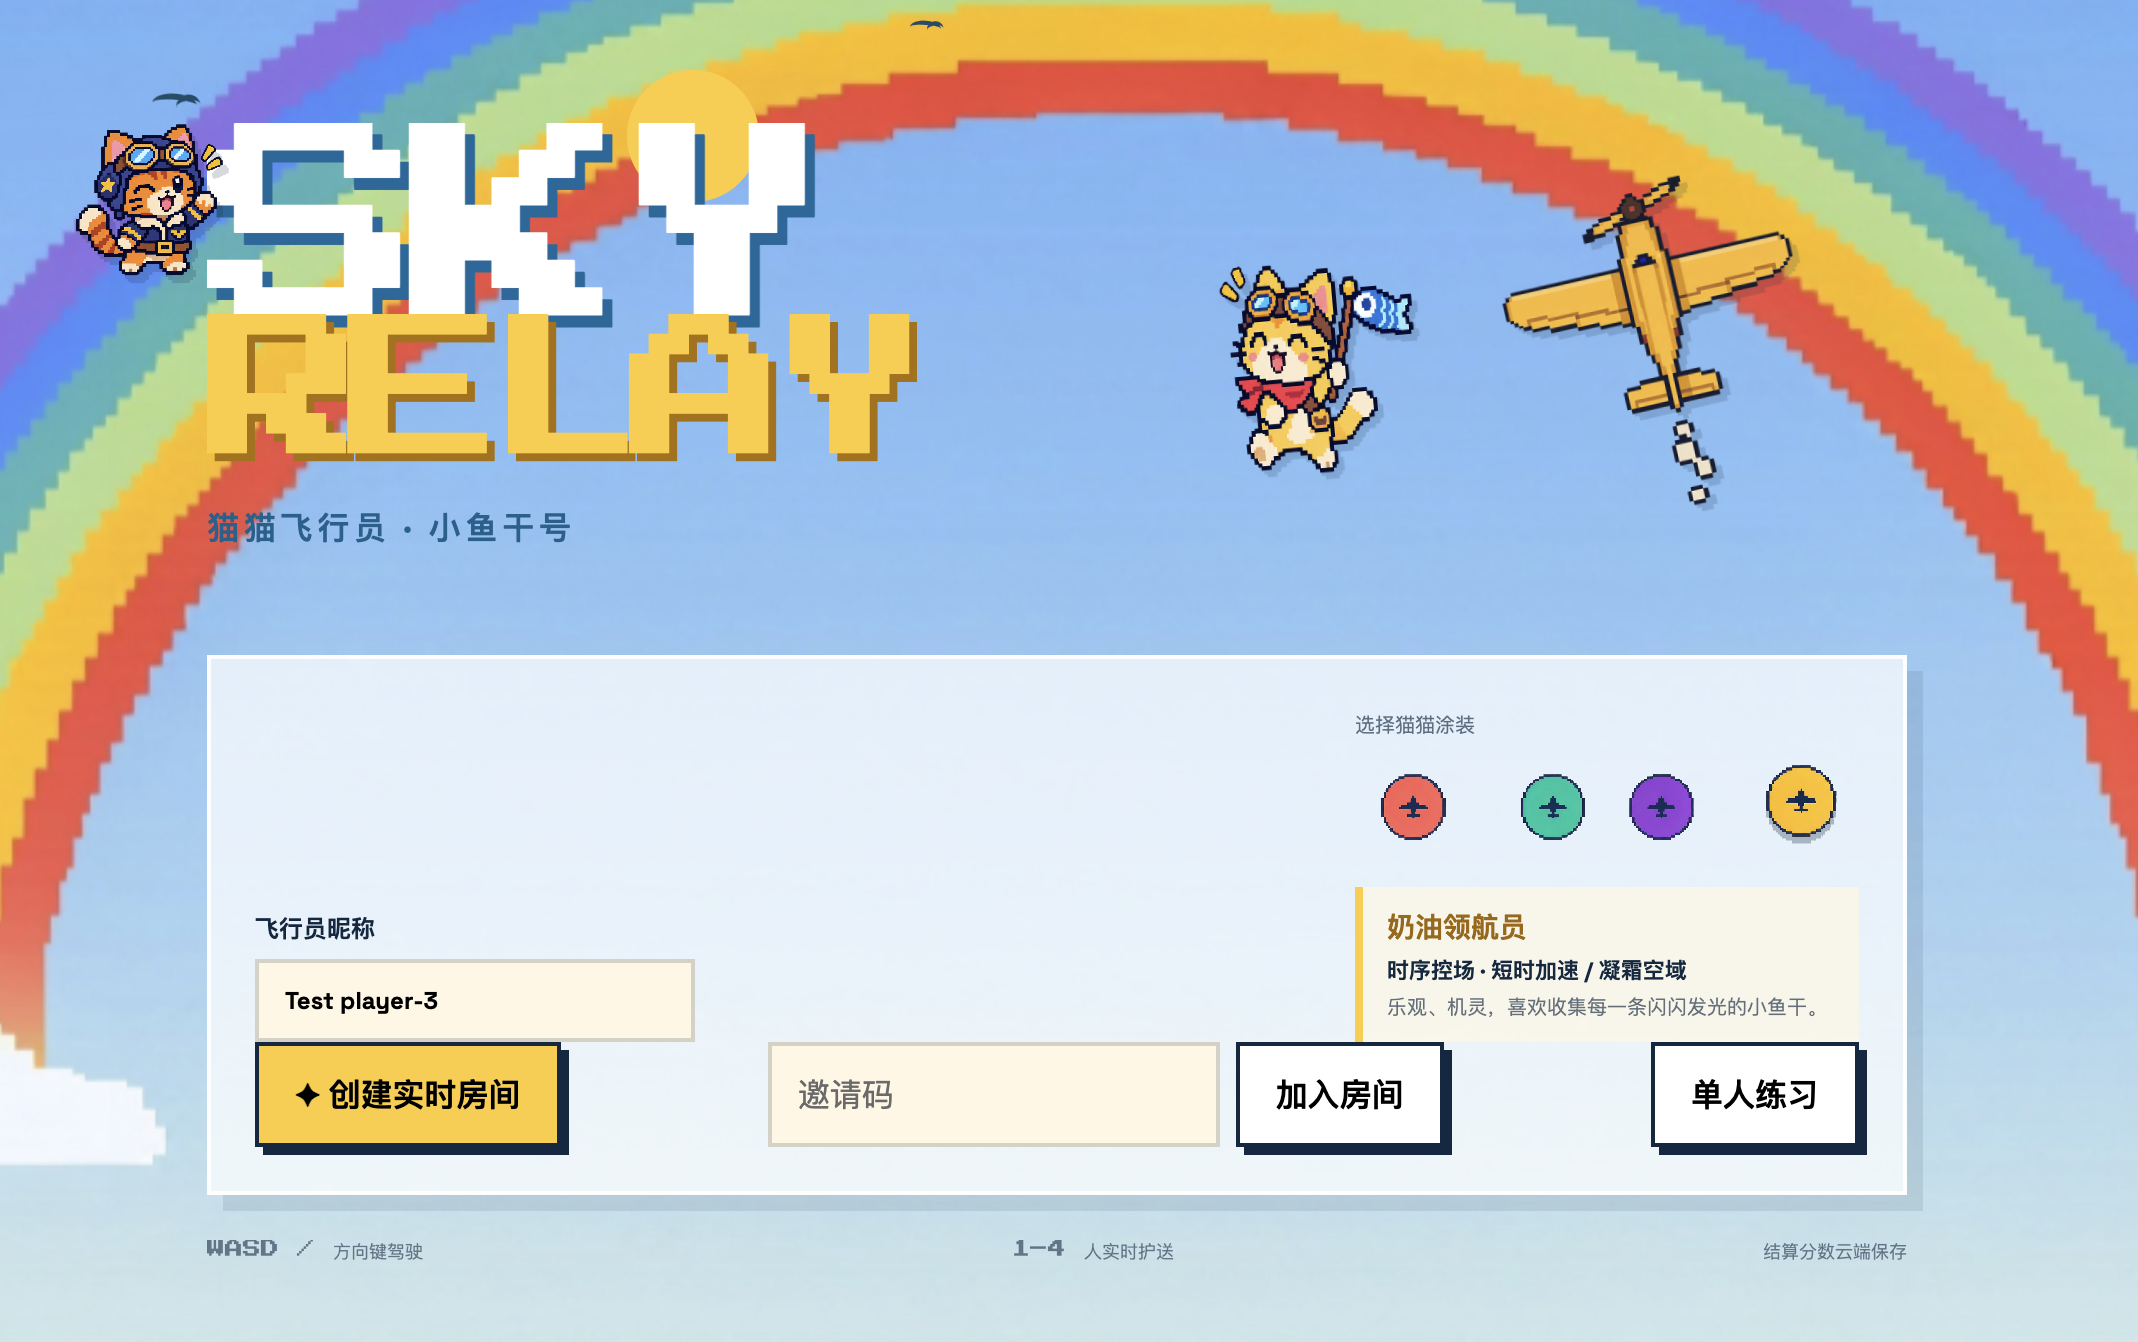 SKY
RELAY
猫猫飞行员 · 小鱼干号
选择猫猫涂装
飞行员昵称
Test player-3
奶油领航员
时序控场 · 短时加速 / 凝霜空域
乐观、机灵，喜欢收集每一条闪闪发光的小鱼干。
✦ 创建实时房间
邀请码
加入房间
单人练习
WASD / 方向键驾驶
1—4 人实时护送
结算分数云端保存